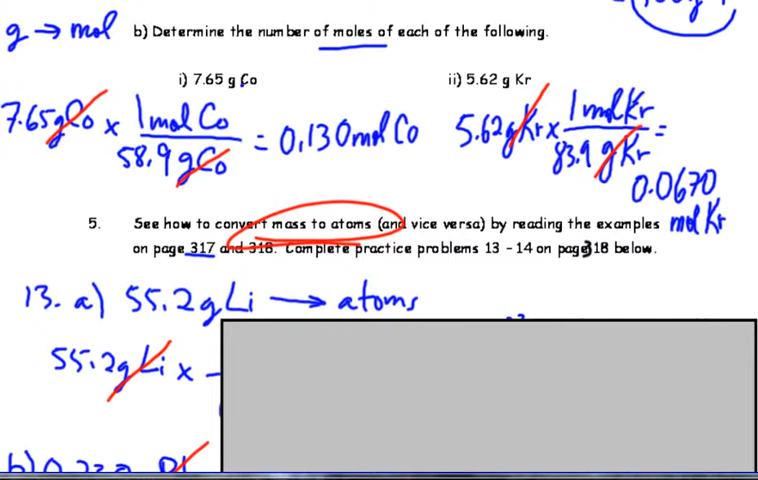 g → mol b) Determine the number of moles of each of the following.
i) 7.65 g Co ii) 5.62 g Kr
7.65 g Co x 1 mol Co / 58.9 g Co = 0.130 mol Co
5.62 g Kr x 1 mol Kr / 83.9 g Kr = 0.0670 mol Kr
5. See how to convert mass to atoms (and vice versa) by reading the examples
on page 317 and 318. Complete practice problems 13 - 14 on pag318 below.
13. a) 55.2 g Li → atoms
55.2 g Li x
b)